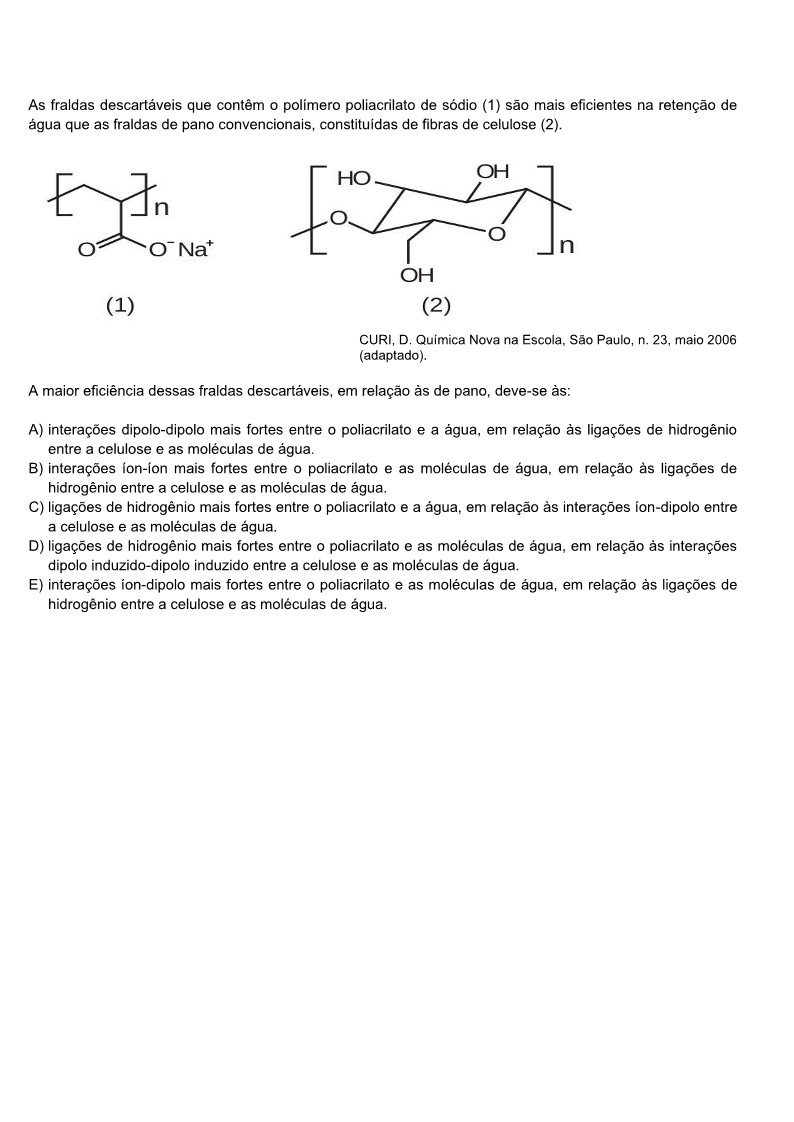 As fraldas descartáveis que contêm o polímero poliacrilato de sódio (1) são mais eficientes na retenção de
água que as fraldas de pano convencionais, constituídas de fibras de celulose (2).
n
O
O⁻ Na⁺
(1)
HO
OH
O
O
n
OH
(2)
CURI, D. Química Nova na Escola, São Paulo, n. 23, maio 2006
(adaptado).
A maior eficiência dessas fraldas descartáveis, em relação às de pano, deve-se às:
A) interações dipolo-dipolo mais fortes entre o poliacrilato e a água, em relação às ligações de hidrogênio
entre a celulose e as moléculas de água.
B) interações íon-íon mais fortes entre o poliacrilato e as moléculas de água, em relação às ligações de
hidrogênio entre a celulose e as moléculas de água.
C) ligações de hidrogênio mais fortes entre o poliacrilato e a água, em relação às interações íon-dipolo entre
a celulose e as moléculas de água.
D) ligações de hidrogênio mais fortes entre o poliacrilato e as moléculas de água, em relação às interações
dipolo induzido-dipolo induzido entre a celulose e as moléculas de água.
E) interações íon-dipolo mais fortes entre o poliacrilato e as moléculas de água, em relação às ligações de
hidrogênio entre a celulose e as moléculas de água.